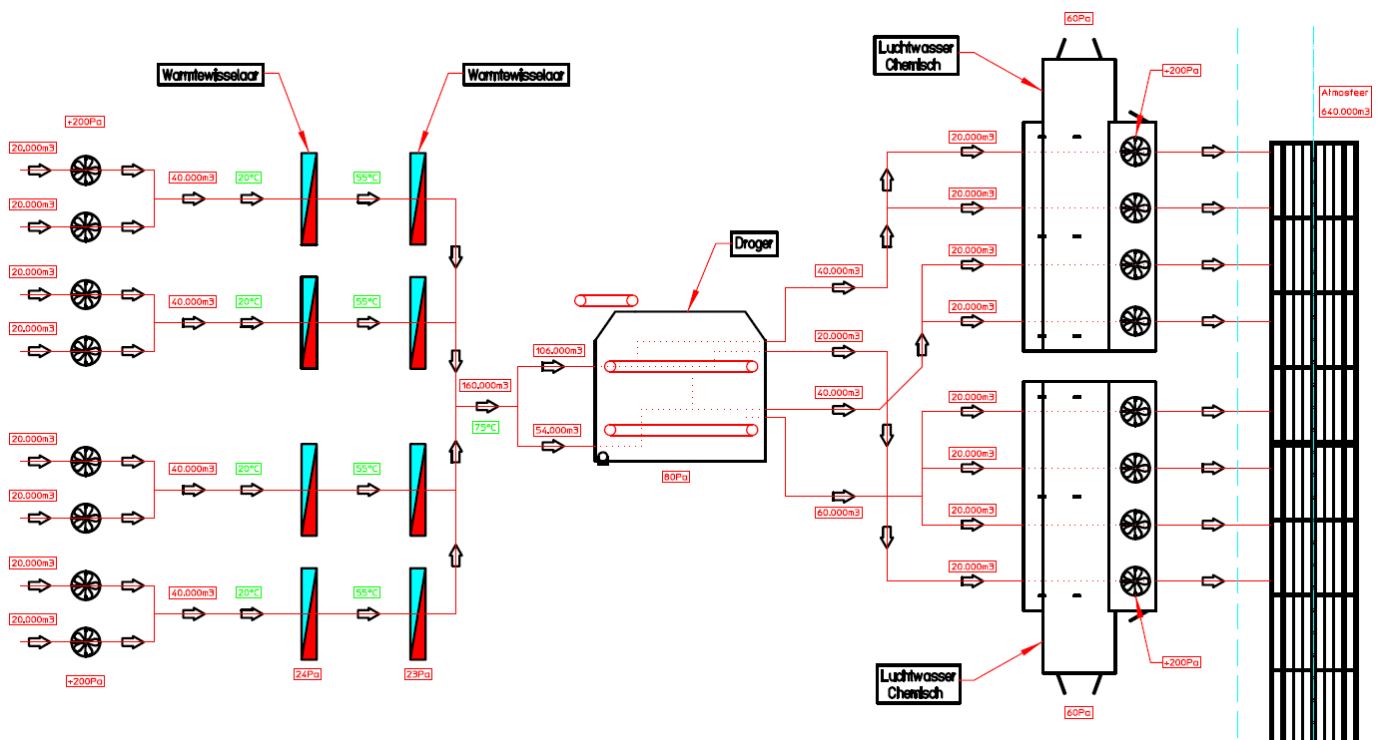 60Pa
Luchtwasser
Chemisch
Warmtewisselaar
Warmtewisselaar
+200Pa
Atmosfeer
640.000m3
+200Pa
20.000m3
20.000m3
40.000m3
20°C
55°C
20.000m3
20.000m3
20.000m3
Droger
20.000m3
20.000m3
40.000m3
20°C
55°C
40.000m3
20.000m3
20.000m3
20.000m3
106.000m3
160.000m3
40.000m3
75°C
54.000m3
20.000m3
20.000m3
40.000m3
20°C
55°C
80Pa
20.000m3
20.000m3
60.000m3
20.000m3
20.000m3
40.000m3
20°C
55°C
20.000m3
20.000m3
+200Pa
24Pa
23Pa
Luchtwasser
Chemisch
+200Pa
60Pa